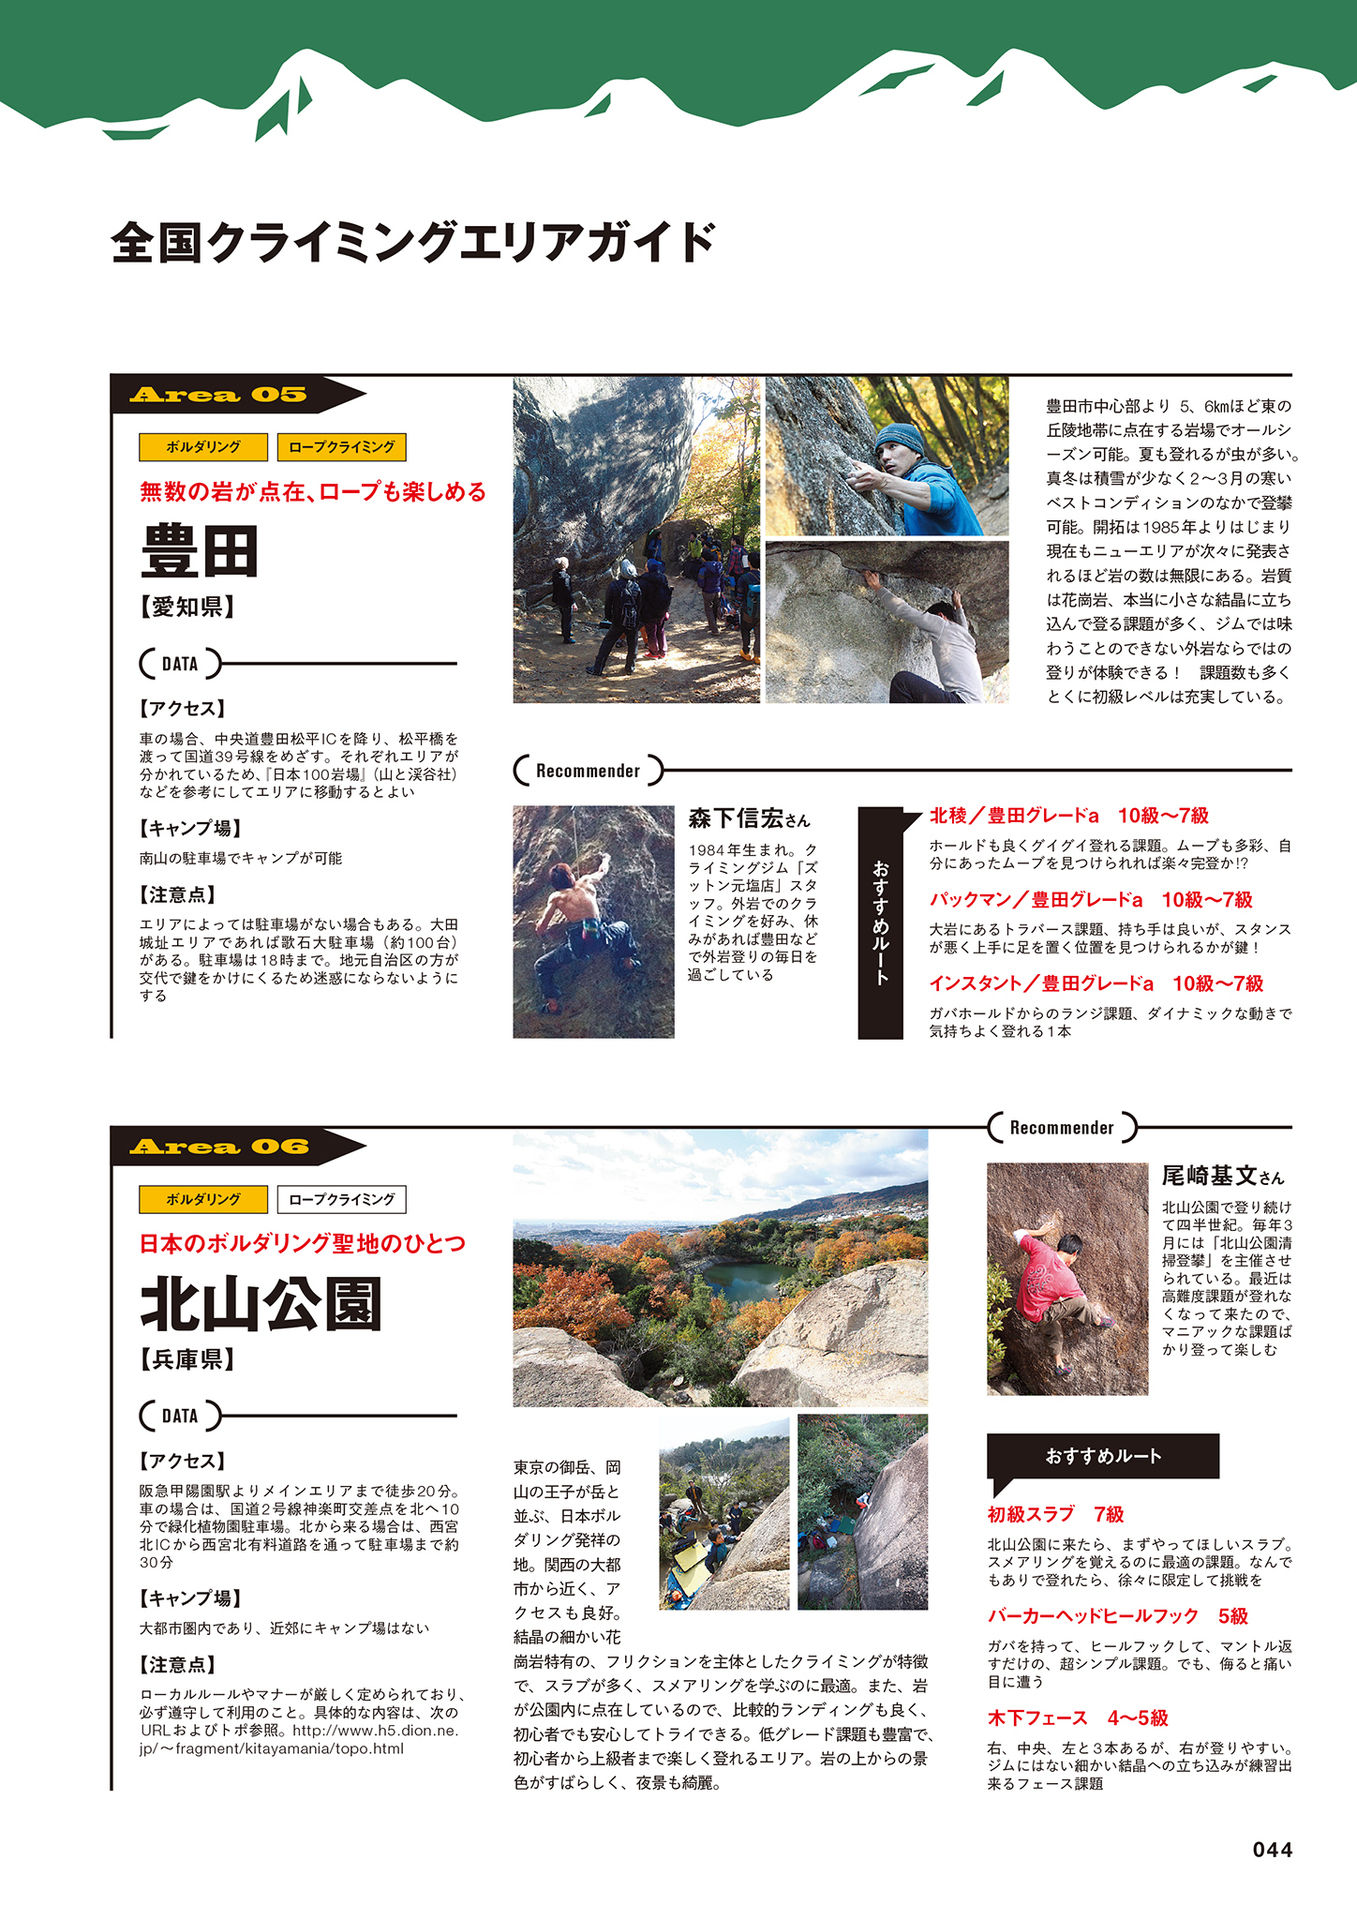 全国クライミングエリアガイド
Area 05
ボルダリング
ロープクライミング
無数の岩が点在、ロープも楽しめる
豊田
【愛知県】
DATA
【アクセス】
車の場合、中央道豊田松平ICを降り、松平橋を
渡って国道39号線をめざす。それぞれエリアが
分かれているため、『日本100岩場』（山と渓谷社）
などを参考にしてエリアに移動するとよい
【キャンプ場】
南山の駐車場でキャンプが可能
【注意点】
エリアによっては駐車場がない場合もある。大田
城址エリアであれば歌石大駐車場（約100台）
がある。駐車場は18時まで。地元自治区の方が
交代で鍵をかけにくるため迷惑にならないように
する
豊田市中心部より 5、6㎞ほど東の
丘陵地帯に点在する岩場でオールシ
ーズン可能。夏も登れるが虫が多い。
真冬は積雪が少なく2～3月の寒い
ベストコンディションのなかで登攀
可能。開拓は1985年よりはじまり
現在もニューエリアが次々に発表さ
れるほど岩の数は無限にある。岩質
は花崗岩、本当に小さな結晶に立ち
込んで登る課題が多く、ジムでは味
わうことのできない外岩ならではの
登りが体験できる！　課題数も多く
とくに初級レベルは充実している。
Recommender
森下信宏さん
1984年生まれ。ク
ライミングジム「ズ
ットン元塩店」スタ
ッフ。外岩でのクラ
イミングを好み、休
みがあれば豊田など
で外岩登りの毎日を
過ごしている
おすすめルート
北稜／豊田グレードa　10級～7級
ホールドも良くグイグイ登れる課題。ムーブも多彩、自
分にあったムーブを見つけられれば楽々完登か!?
パックマン／豊田グレードa　10級～7級
大岩にあるトラバース課題、持ち手は良いが、スタンス
が悪く上手に足を置く位置を見つけられるかが鍵！
インスタント／豊田グレードa　10級～7級
ガバホールドからのランジ課題、ダイナミックな動きで
気持ちよく登れる1本
Area 06
ボルダリング
ロープクライミング
日本のボルダリング聖地のひとつ
北山公園
【兵庫県】
DATA
【アクセス】
阪急甲陽園駅よりメインエリアまで徒歩20分。
車の場合は、国道2号線神楽町交差点を北へ10
分で緑化植物園駐車場。北から来る場合は、西宮
北ICから西宮北有料道路を通って駐車場まで約
30分
【キャンプ場】
大都市圏内であり、近郊にキャンプ場はない
【注意点】
ローカルルールやマナーが厳しく定められており、
必ず遵守して利用のこと。具体的な内容は、次の
URLおよびトポ参照。http://www.h5.dion.ne.
jp/～fragment/kitayamania/topo.html
東京の御岳、岡
山の王子が岳と
並ぶ、日本ボル
ダリング発祥の
地。関西の大都
市から近く、ア
クセスも良好。
結晶の細かい花
崗岩特有の、フリクションを主体としたクライミングが特徴
で、スラブが多く、スメアリングを学ぶのに最適。また、岩
が公園内に点在しているので、比較的ランディングも良く、
初心者でも安心してトライできる。低グレード課題も豊富で、
初心者から上級者まで楽しく登れるエリア。岩の上からの景
色がすばらしく、夜景も綺麗。
Recommender
尾崎基文さん
北山公園で登り続け
て四半世紀。毎年3
月には「北山公園清
掃登攀」を主催させ
られている。最近は
高難度課題が登れな
くなって来たので、
マニアックな課題ば
かり登って楽しむ
おすすめルート
初級スラブ　7級
北山公園に来たら、まずやってほしいスラブ。
スメアリングを覚えるのに最適の課題。なんで
もありで登れたら、徐々に限定して挑戦を
バーカーヘッドヒールフック　5級
ガバを持って、ヒールフックして、マントル返
すだけの、超シンプル課題。でも、侮ると痛い
目に遭う
木下フェース　4～5級
右、中央、左と3本あるが、右が登りやすい。
ジムにはない細かい結晶への立ち込みが練習出
来るフェース課題
044